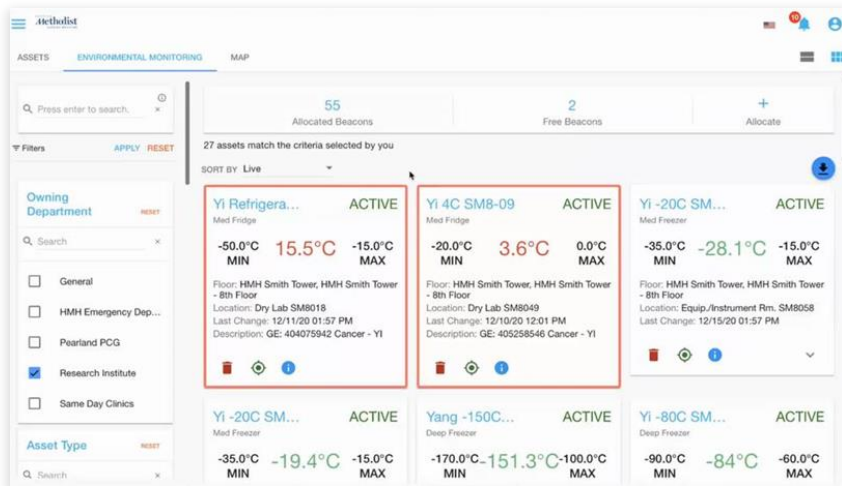 Methodist
10
ASSETS
ENVIRONMENTAL MONITORING
MAP
Press enter to search.
Filters
APPLY
RESET
55
Allocated Beacons
2
Free Beacons
+
Allocate
27 assets match the criteria selected by you
SORT BY Live
Owning Department
RESET
Search
General
HMH Emergency Dep...
Pearland PCG
Research Institute
Same Day Clinics
Asset Type
RESET
Search
Yi Refrigera...
ACTIVE
Med Fridge
-50.0°C
MIN
15.5°C
-15.0°C
MAX
Floor: HMH Smith Tower, HMH Smith Tower
- 8th Floor
Location: Dry Lab SM8018
Last Change: 12/11/20 01:57 PM
Description: GE: 404075942 Cancer - YI
Yi 4C SM8-09
ACTIVE
Med Fridge
-20.0°C
MIN
3.6°C
0.0°C
MAX
Floor: HMH Smith Tower, HMH Smith Tower
- 8th Floor
Location: Dry Lab SM8049
Last Change: 12/10/20 12:01 PM
Description: GE: 405258546 Cancer - YI
Yi -20C SM...
ACTIVE
Med Freezer
-35.0°C
MIN
-28.1°C
-15.0°C
MAX
Floor: HMH Smith Tower, HMH Smith Tower
- 8th Floor
Location: Equip./Instrument Rm. SM8058
Last Change: 12/15/20 01:57 PM
Yi -20C SM...
ACTIVE
Med Freezer
-35.0°C
MIN
-19.4°C
-15.0°C
MAX
Yang -150C...
ACTIVE
Deep Freezer
-170.0°C
MIN
-151.3°C
-100.0°C
MAX
Yi -80C SM...
ACTIVE
Deep Freezer
-90.0°C
MIN
-84°C
-60.0°C
MAX